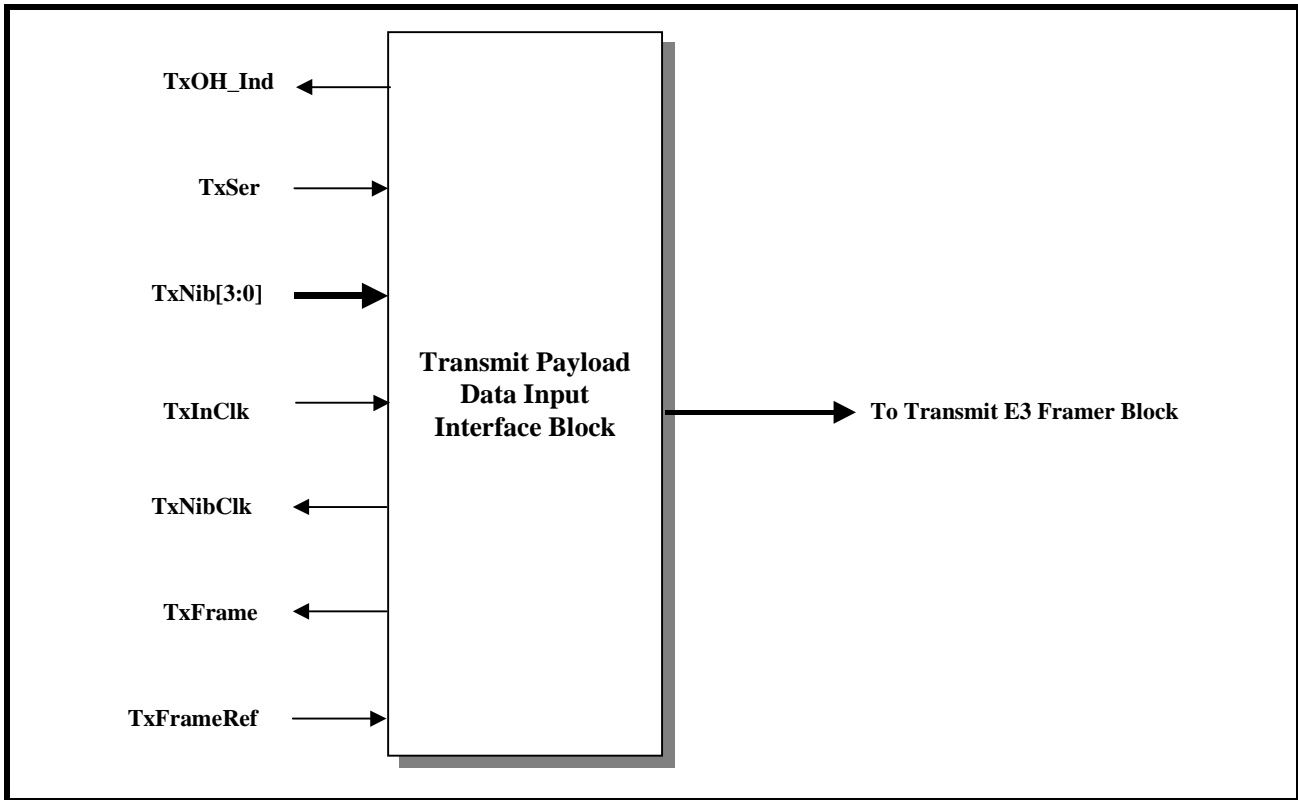 TxOH_Ind
TxSer
TxNib[3:0]
TxInClk
TxNibClk
TxFrame
TxFrameRef
Transmit Payload
Data Input
Interface Block
To Transmit E3 Framer Block